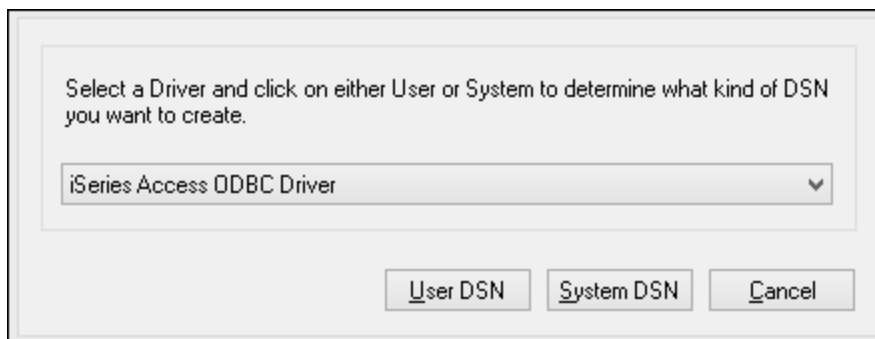 Select a Driver and click on either User or System to determine what kind of DSN
you want to create.
iSeries Access ODBC Driver
User DSN
System DSN
Cancel